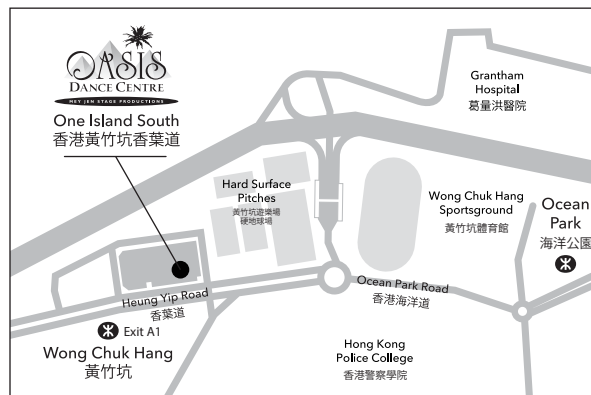 OASIS
DANCE CENTRE
HEY JEN STAGE PRODUCTIONS
One Island South
香港黃竹坑香葉道
Grantham
Hospital
葛量洪醫院
Hard Surface
Pitches
黃竹坑遊樂場
硬地球場
Wong Chuk Hang
Sportsground
黃竹坑體育館
Ocean
Park
海洋公園
Heung Yip Road
香葉道
Ocean Park Road
香港海洋道
Exit A1
Wong Chuk Hang
黃竹坑
Hong Kong
Police College
香港警察學院